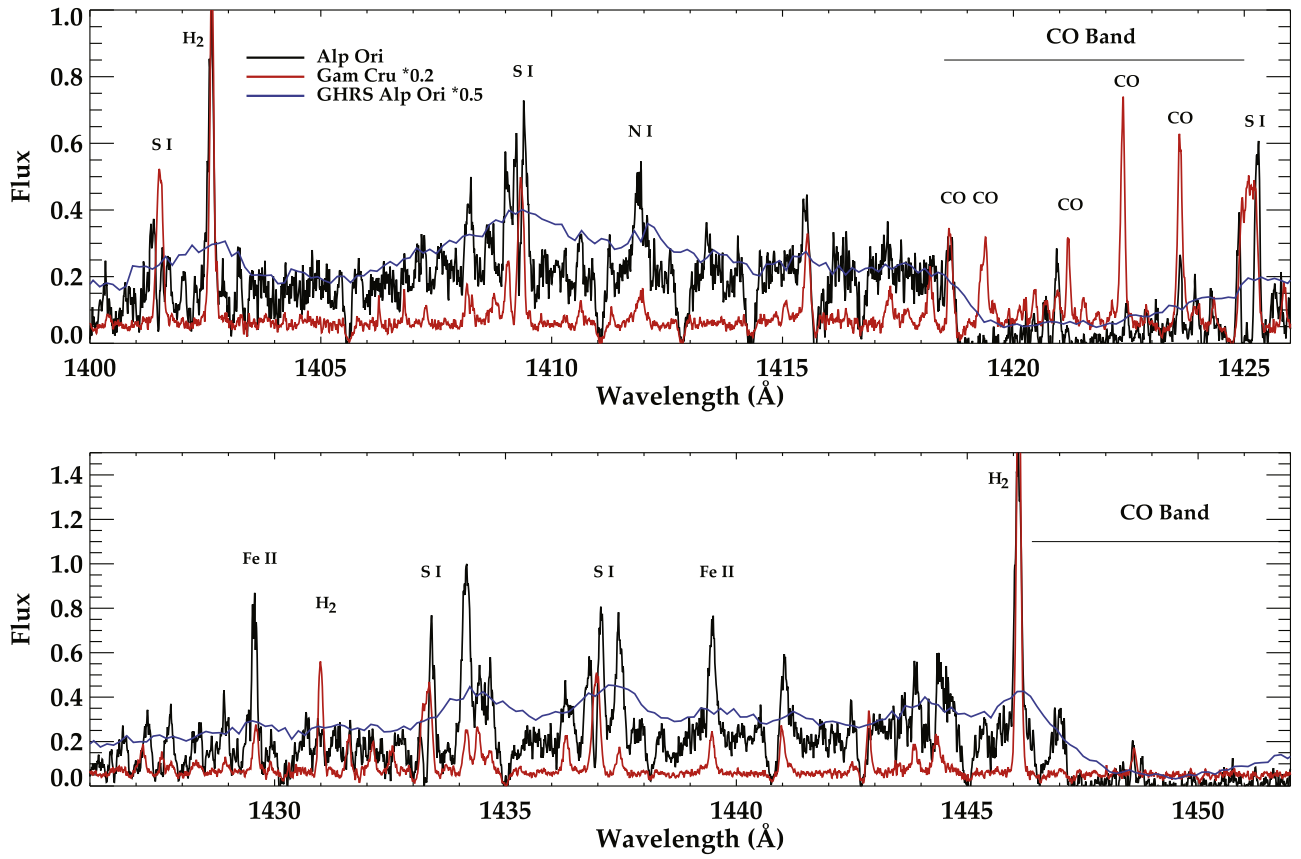 1.0
H2
Alp Ori
Gam Cru *0.2
GHRS Alp Ori *0.5
S I
CO Band
0.8
CO
CO
S I
S I
N I
0.6
Flux
0.4
CO CO
CO
0.2
0.0
1400 1405 1410 1415 1420 1425
Wavelength (Å)
1.4
H2
1.2
CO Band
1.0
Fe II
H2
S I
S I
Fe II
0.8
Flux
0.6
0.4
0.2
0.0
1430 1435 1440 1445 1450
Wavelength (Å)